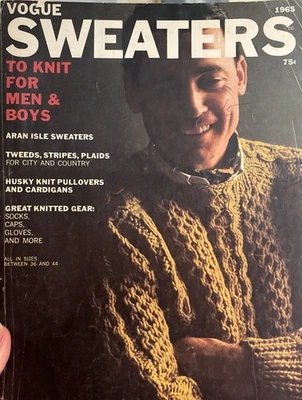 VOGUE
1965
SWEATERS
75¢
TO KNIT
FOR
MEN &
BOYS
ARAN ISLE SWEATERS
TWEEDS, STRIPES, PLAIDS
FOR CITY AND COUNTRY
HUSKY KNIT PULLOVERS
AND CARDIGANS
GREAT KNITTED GEAR:
SOCKS,
CAPS,
GLOVES,
AND MORE
ALL IN SIZES
BETWEEN 36 AND 44